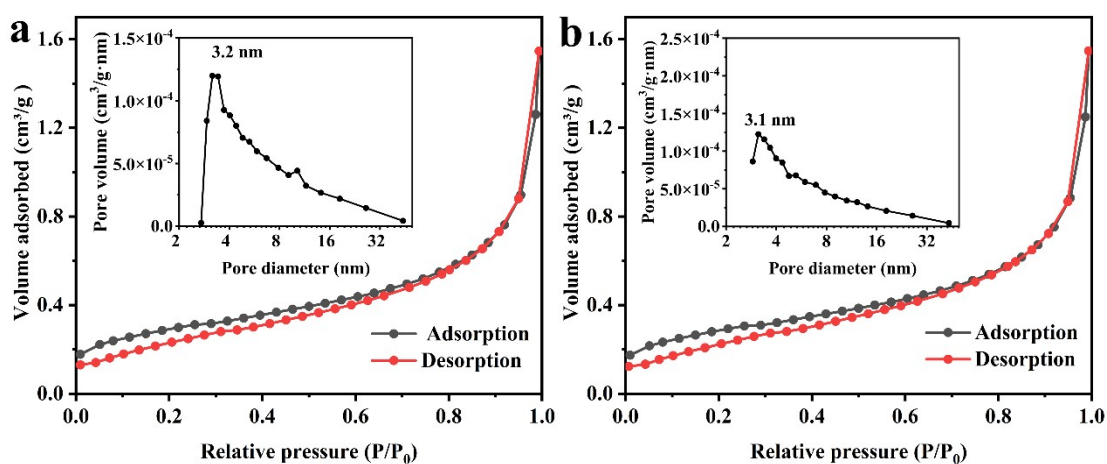 a
1.6
1.2
0.8
0.4
0.0
Volume adsorbed (cm³/g)
0.0 0.2 0.4 0.6 0.8 1.0
Relative pressure (P/P₀)
Adsorption
Desorption
3.2 nm
1.5×10⁻⁴
1.0×10⁻⁴
5.0×10⁻⁵
0.0
Pore volume (cm³/g·nm)
2 4 8 16 32
Pore diameter (nm)
b
1.6
1.2
0.8
0.4
0.0
Volume adsorbed (cm³/g)
0.0 0.2 0.4 0.6 0.8 1.0
Relative pressure (P/P₀)
Adsorption
Desorption
3.1 nm
2.5×10⁻⁴
2.0×10⁻⁴
1.5×10⁻⁴
1.0×10⁻⁴
5.0×10⁻⁵
0.0
Pore volume (cm³/g·nm)
2 4 8 16 32
Pore diameter (nm)